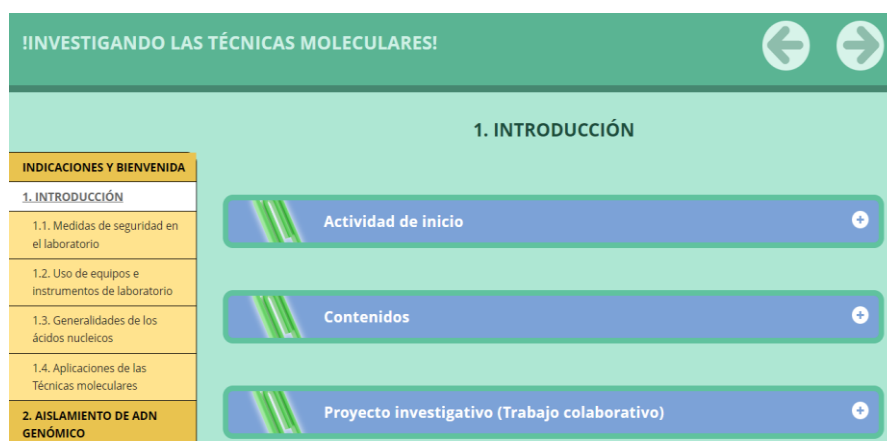 !INVESTIGANDO LAS TÉCNICAS MOLECULARES!
1. INTRODUCCIÓN
INDICACIONES Y BIENVENIDA
1. INTRODUCCIÓN
1.1. Medidas de seguridad en
el laboratorio
1.2. Uso de equipos e
instrumentos de laboratorio
1.3. Generalidades de los
ácidos nucleicos
1.4. Aplicaciones de las
Técnicas moleculares
2. AISLAMIENTO DE ADN
GENÓMICO
Actividad de inicio
Contenidos
Proyecto investigativo (Trabajo colaborativo)